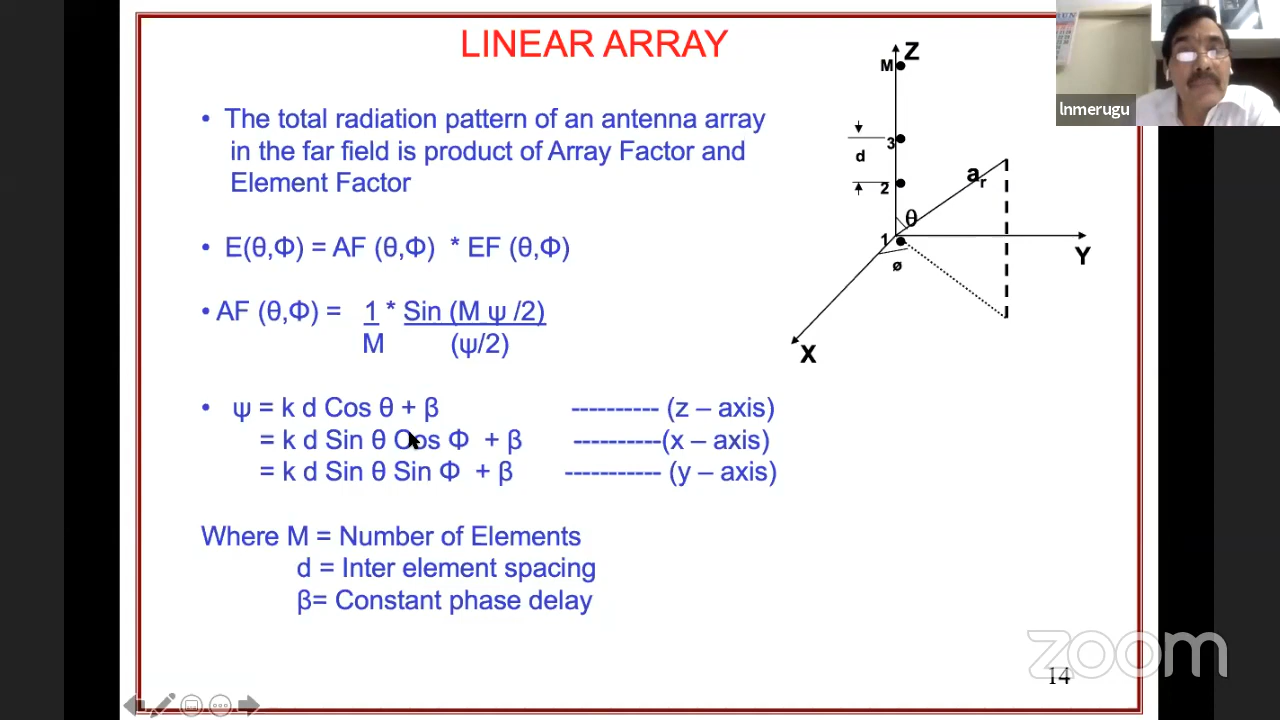 LINEAR ARRAY
• The total radiation pattern of an antenna array
in the far field is product of Array Factor and
Element Factor
• E(θ,Φ) = AF (θ,Φ) * EF (θ,Φ)
• AF (θ,Φ) = 1 * Sin (M ψ /2)
M (ψ/2)
• ψ = k d Cos θ + β ---------- (z – axis)
= k d Sin θ Cos Φ + β ----------(x – axis)
= k d Sin θ Sin Φ + β ----------- (y – axis)
Where M = Number of Elements
d = Inter element spacing
β= Constant phase delay
Z
M
3
d
2
ar
θ
1
ø
Y
X
lnmerugu
zoom
14